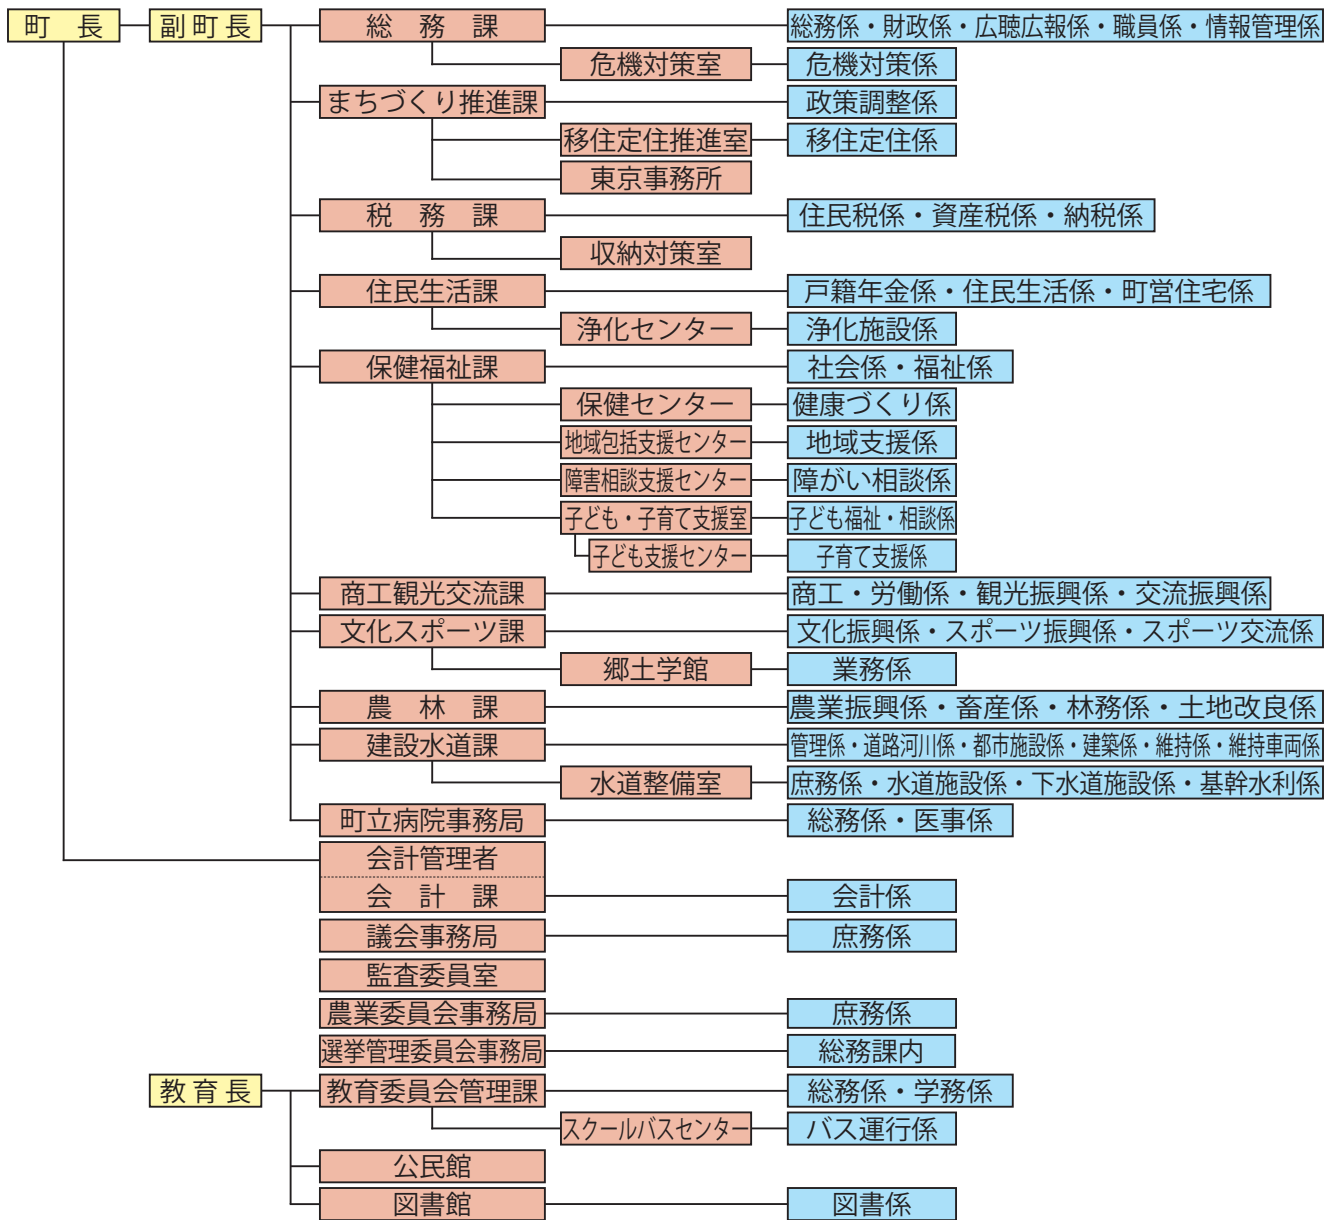 町　長
副町長
総　務　課
総務係・財政係・広聴広報係・職員係・情報管理係
危機対策室
危機対策係
まちづくり推進課
政策調整係
移住定住推進室
移住定住係
東京事務所
税　務　課
住民税係・資産税係・納税係
収納対策室
住民生活課
戸籍年金係・住民生活係・町営住宅係
浄化センター
浄化施設係
保健福祉課
社会係・福祉係
保健センター
健康づくり係
地域包括支援センター
地域支援係
障害相談支援センター
障がい相談係
子ども・子育て支援室
子ども福祉・相談係
子ども支援センター
子育て支援係
商工観光交流課
商工・労働係・観光振興係・交流振興係
文化スポーツ課
文化振興係・スポーツ振興係・スポーツ交流係
郷土学館
業務係
農　林　課
農業振興係・畜産係・林務係・土地改良係
建設水道課
管理係・道路河川係・都市施設係・建築係・維持係・維持車両係
水道整備室
庶務係・水道施設係・下水道施設係・基幹水利係
町立病院事務局
総務係・医事係
会計管理者
会　計　課
会計係
議会事務局
庶務係
監査委員室
農業委員会事務局
庶務係
選挙管理委員会事務局
総務課内
教育長
教育委員会管理課
総務係・学務係
スクールバスセンター
バス運行係
公民館
図書館
図書係